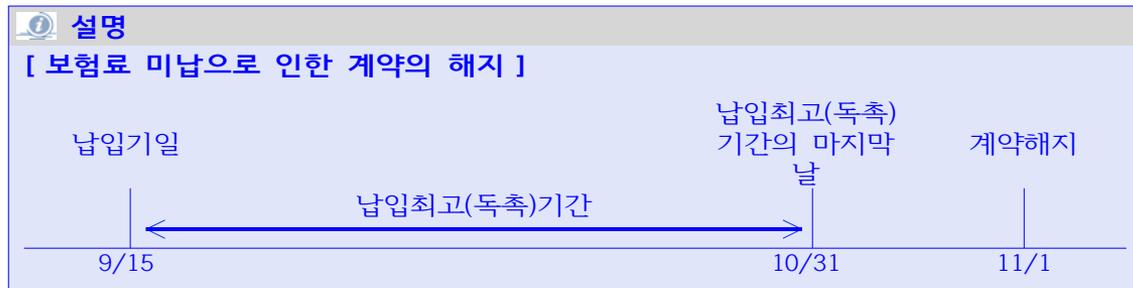 설명
[ 보험료 미납으로 인한 계약의 해지 ]
납입기일
납입최고(독촉)
기간의 마지막
날
계약해지
납입최고(독촉)기간
9/15
10/31
11/1